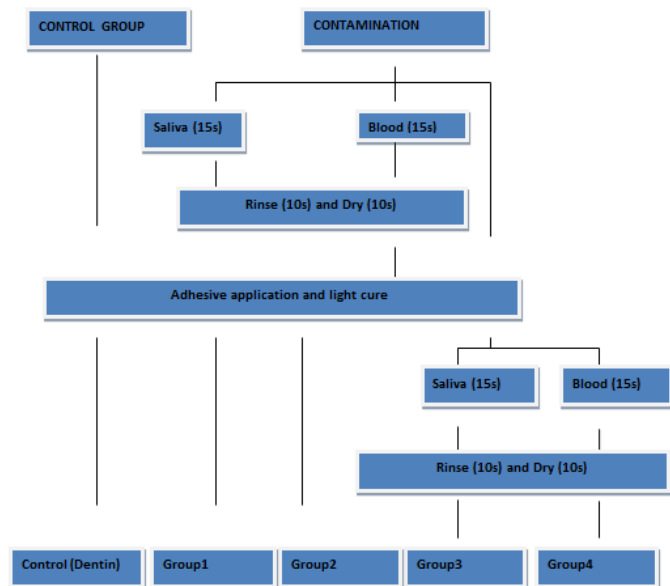 CONTROL GROUP
CONTAMINATION
Saliva (15s)
Blood (15s)
Rinse (10s) and Dry (10s)
Adhesive application and light cure
Saliva (15s)
Blood (15s)
Rinse (10s) and Dry (10s)
Control (Dentin)
Group1
Group2
Group3
Group4